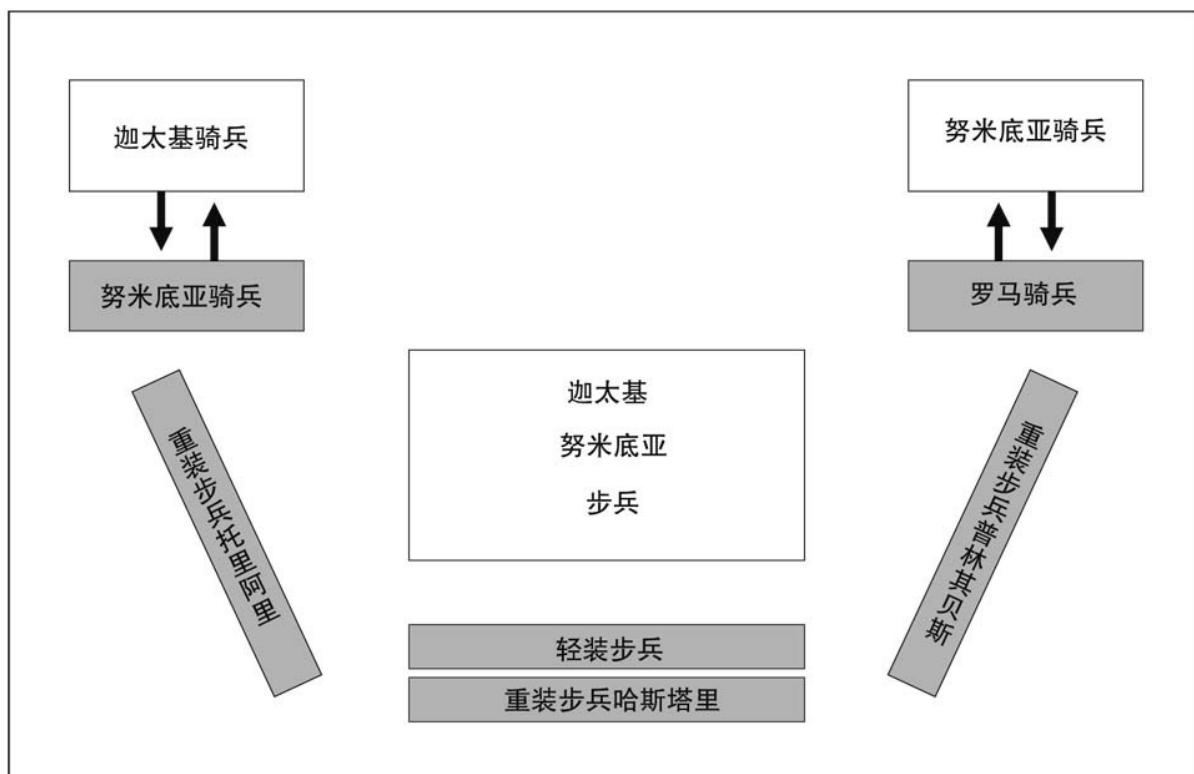 迦太基骑兵
努米底亚骑兵
努米底亚骑兵
罗马骑兵
迦太基
努米底亚
步兵
重装步兵托里阿里
重装步兵普林其贝斯
轻装步兵
重装步兵哈斯塔里